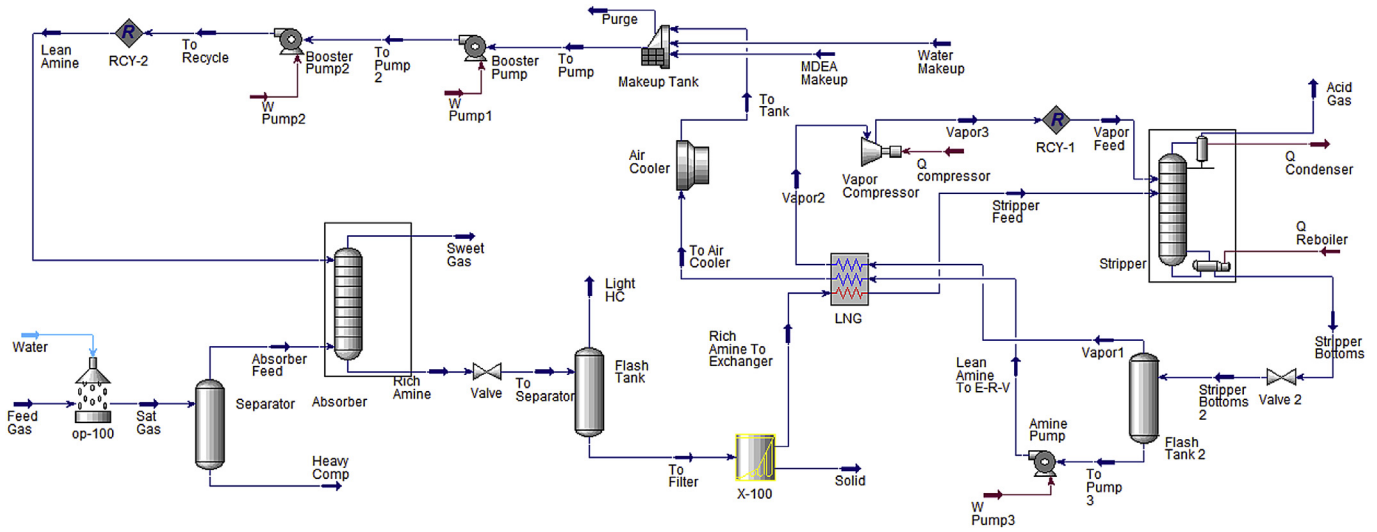 Purge
Lean
Amine
RCY-2
To
Recycle
Booster
Pump2
To
Pump
2
Booster
Pump
To
Pump
Makeup Tank
MDEA
Makeup
Water
Makeup
W
Pump2
W
Pump1
To
Tank
Air
Cooler
Vapor2
Vapor
Compressor
Vapor3
Q
compressor
RCY-1
Vapor
Feed
Acid
Gas
Q
Condenser
Stripper
Feed
Q
Reboiler
Stripper
Sweet
Gas
To Air
Cooler
LNG
Light
HC
Water
Absorber
Feed
Rich
Amine
Valve
To
Separator
Flash
Tank
Rich
Amine To
Exchanger
Lean
Amine
To E-R-V
Vapor1
Stripper
Bottoms
Stripper
Bottoms
2
Valve 2
Feed
Gas
op-100
Sat
Gas
Separator
Absorber
Heavy
Comp
To
Filter
X-100
Solid
Amine
Pump
W
Pump3
To
Pump
3
Flash
Tank 2
R
R